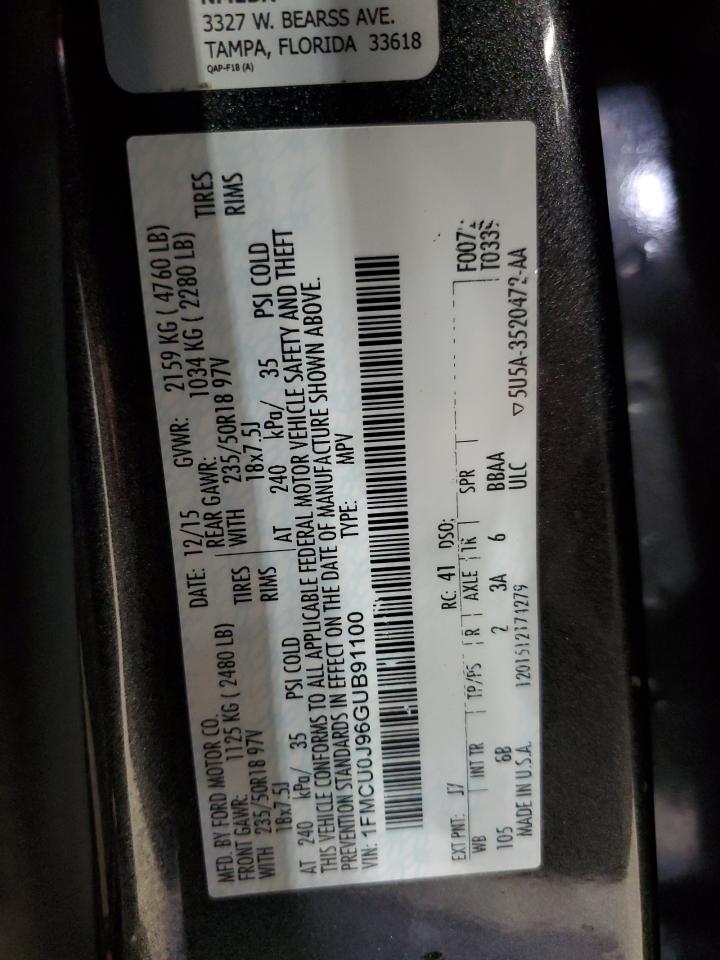 3327 W. BEARSS AVE.
TAMPA, FLORIDA 33618
QAP-F18 (A)
MFD. BY FORD MOTOR CO.
DATE: 12/15 GVWR: 2159 KG ( 4760 LB)
FRONT GAWR: 1125 KG ( 2480 LB) REAR GAWR: 1034 KG ( 2280 LB)
WITH 235/50R18 97V TIRES WITH 235/50R18 97V TIRES
18x7.5J RIMS 18x7.5J RIMS
AT 240 kPa/ 35 PSI COLD AT 240 kPa/ 35 PSI COLD
THIS VEHICLE CONFORMS TO ALL APPLICABLE FEDERAL MOTOR VEHICLE SAFETY AND THEFT
PREVENTION STANDARDS IN EFFECT ON THE DATE OF MANUFACTURE SHOWN ABOVE.
VIN: 1FMCU0J96GUB91100 TYPE: MPV
EXT PNT: J7 RC: 41 DSO:
WB INT TR TP/PS R AXLE TR SPR
105 6B 2 3A 6 BBAA
ULC
F007
T033
MADE IN U.S.A. 1201512171279
▽5U5A-3520472-AA